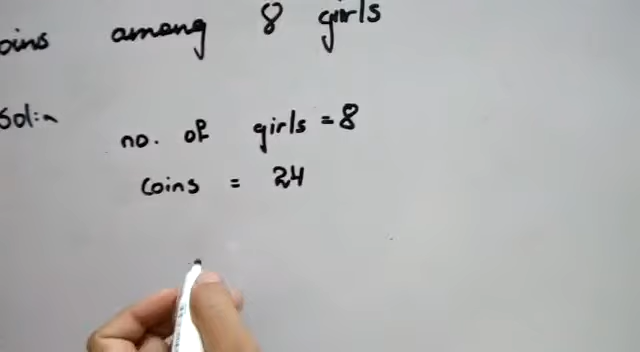 oins among 8 girls
Sol:n
no. of girls = 8
coins = 24